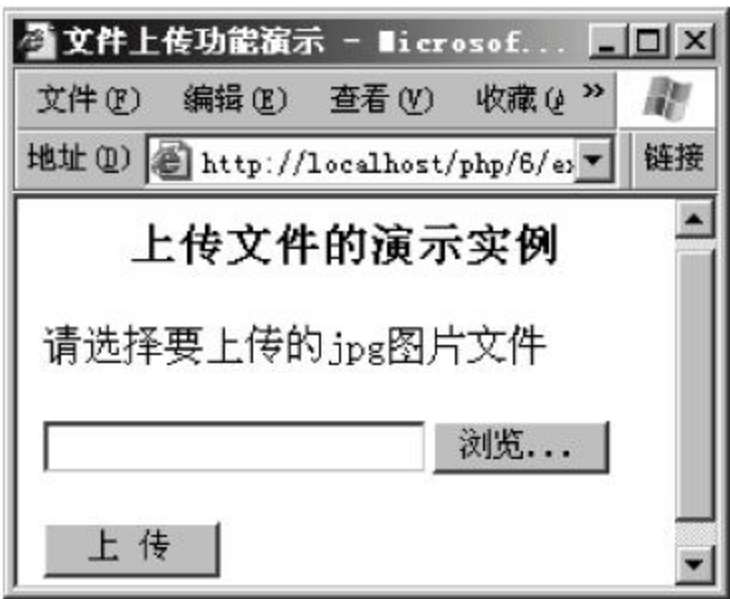 文件上传功能演示 - Microsof...
文件(F) 编辑(E) 查看(V) 收藏(A »
地址(D) http://localhost/php/6/ex 链接
上传文件的演示实例
请选择要上传的jpg图片文件
浏览...
上 传